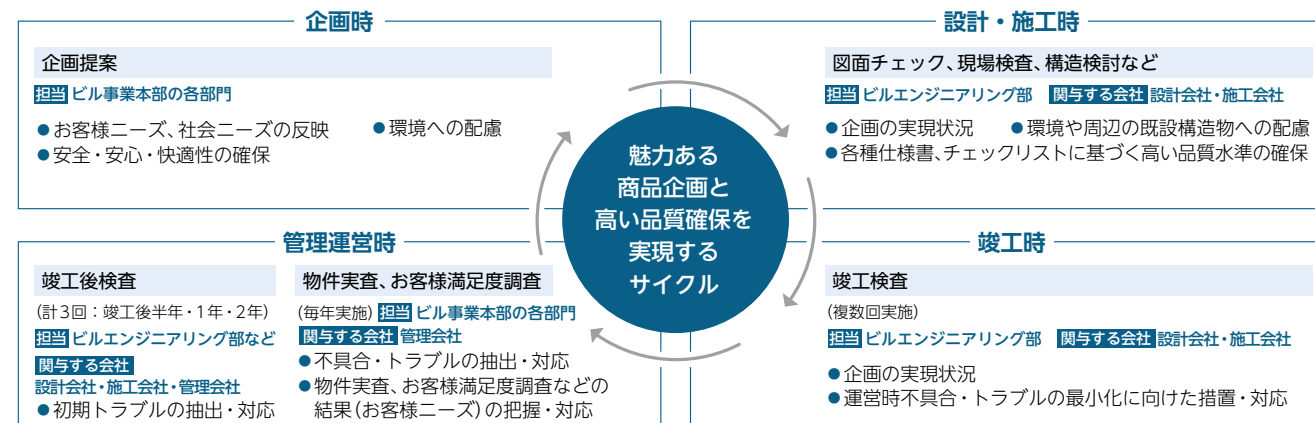 企画時
企画提案
担当 ビル事業本部の各部門
●お客様ニーズ、社会ニーズの反映 ●環境への配慮
●安全・安心・快適性の確保
設計・施工時
図面チェック、現場検査、構造検討など
担当 ビルエンジニアリング部 関与する会社 設計会社・施工会社
●企画の実現状況 ●環境や周辺の既設構造物への配慮
●各種仕様書、チェックリストに基づく高い品質水準の確保
魅力ある
商品企画と
高い品質確保を
実現する
サイクル
管理運営時
竣工後検査
(計3回：竣工後半年・1年・2年)
担当 ビルエンジニアリング部など
関与する会社
設計会社・施工会社・管理会社
●初期トラブルの抽出・対応
物件実査、お客様満足度調査
(毎年実施) 担当 ビル事業本部の各部門
関与する会社 管理会社
●不具合・トラブルの抽出・対応
●物件実査、お客様満足度調査などの
結果(お客様ニーズ)の把握・対応
竣工時
竣工検査
(複数回実施)
担当 ビルエンジニアリング部 関与する会社 設計会社・施工会社
●企画の実現状況
●運営時不具合・トラブルの最小化に向けた措置・対応